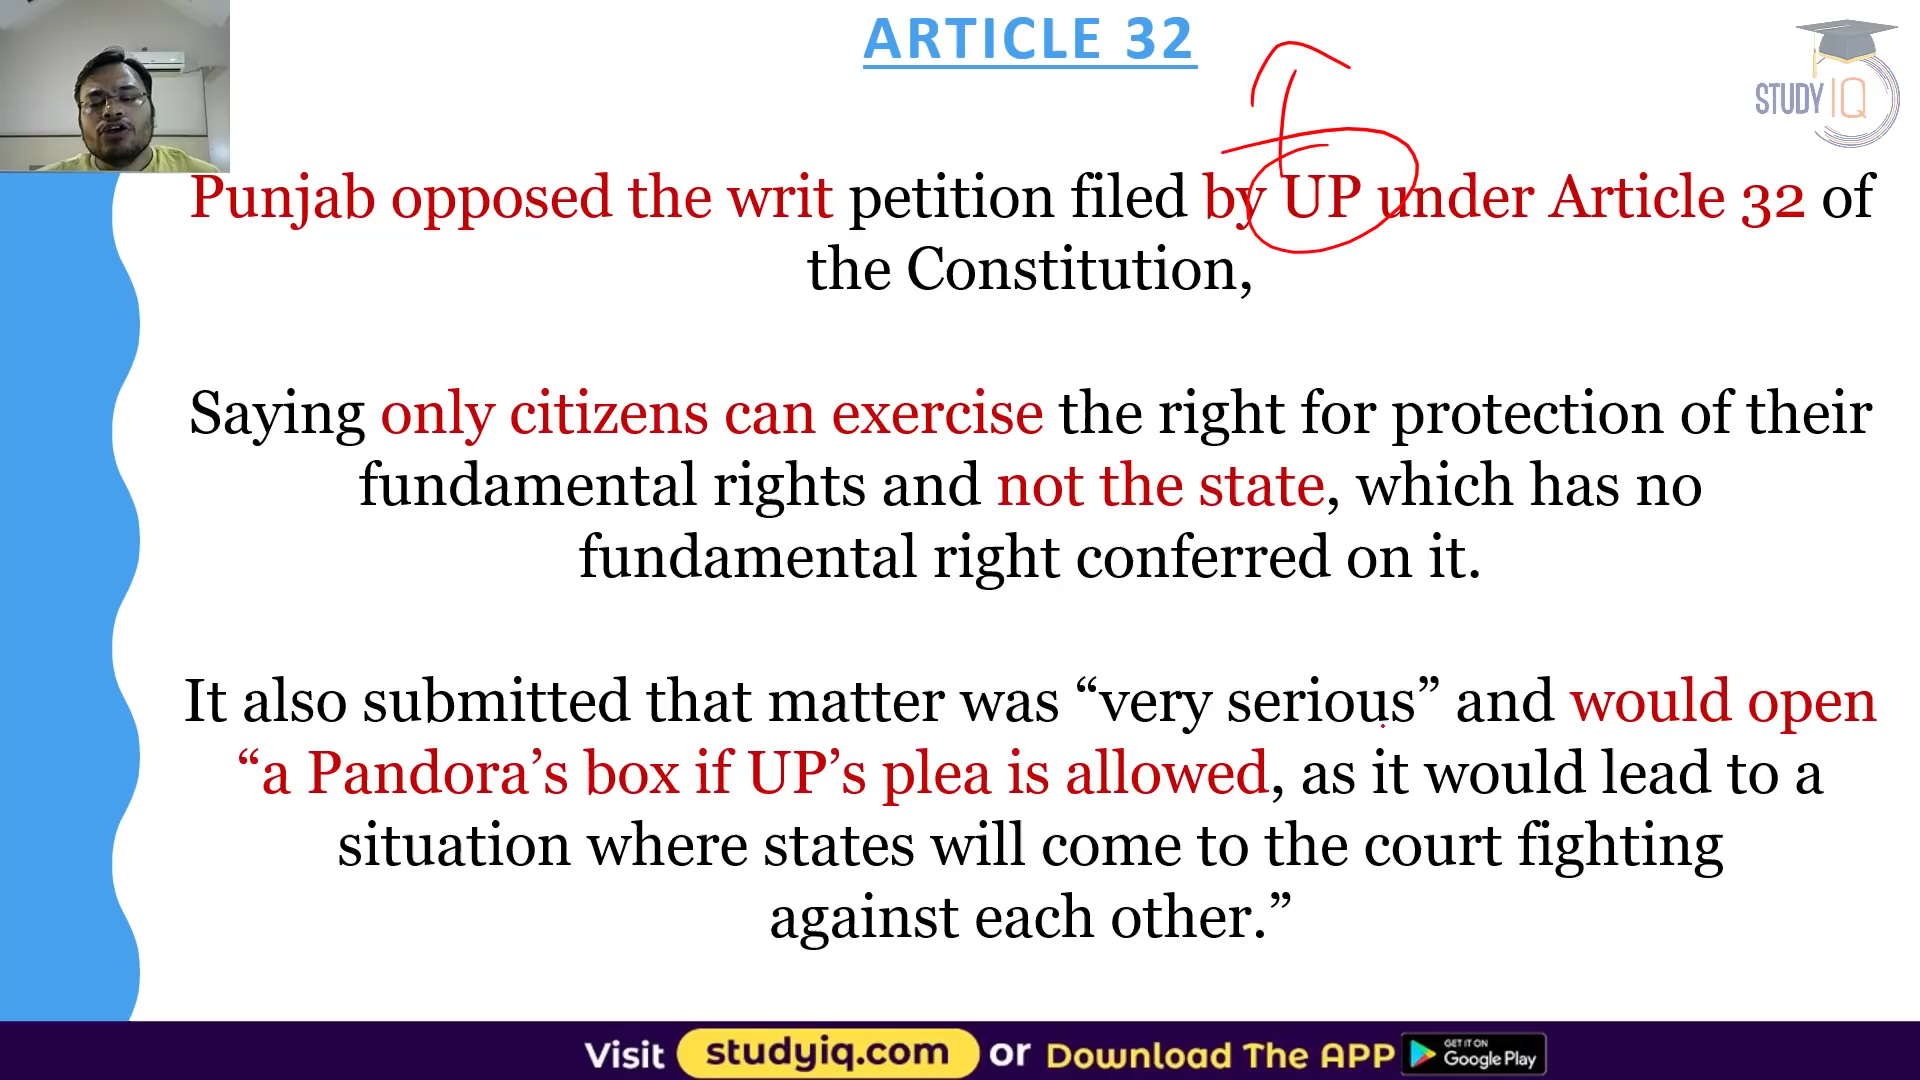 ARTICLE 32
STUDY IQ
Punjab opposed the writ petition filed by UP under Article 32 of
the Constitution,
Saying only citizens can exercise the right for protection of their
fundamental rights and not the state, which has no
fundamental right conferred on it.
It also submitted that matter was “very serious” and would open
“a Pandora’s box if UP’s plea is allowed, as it would lead to a
situation where states will come to the court fighting
against each other.”
Visit studyiq.com or Download The APP GET IT ON Google Play